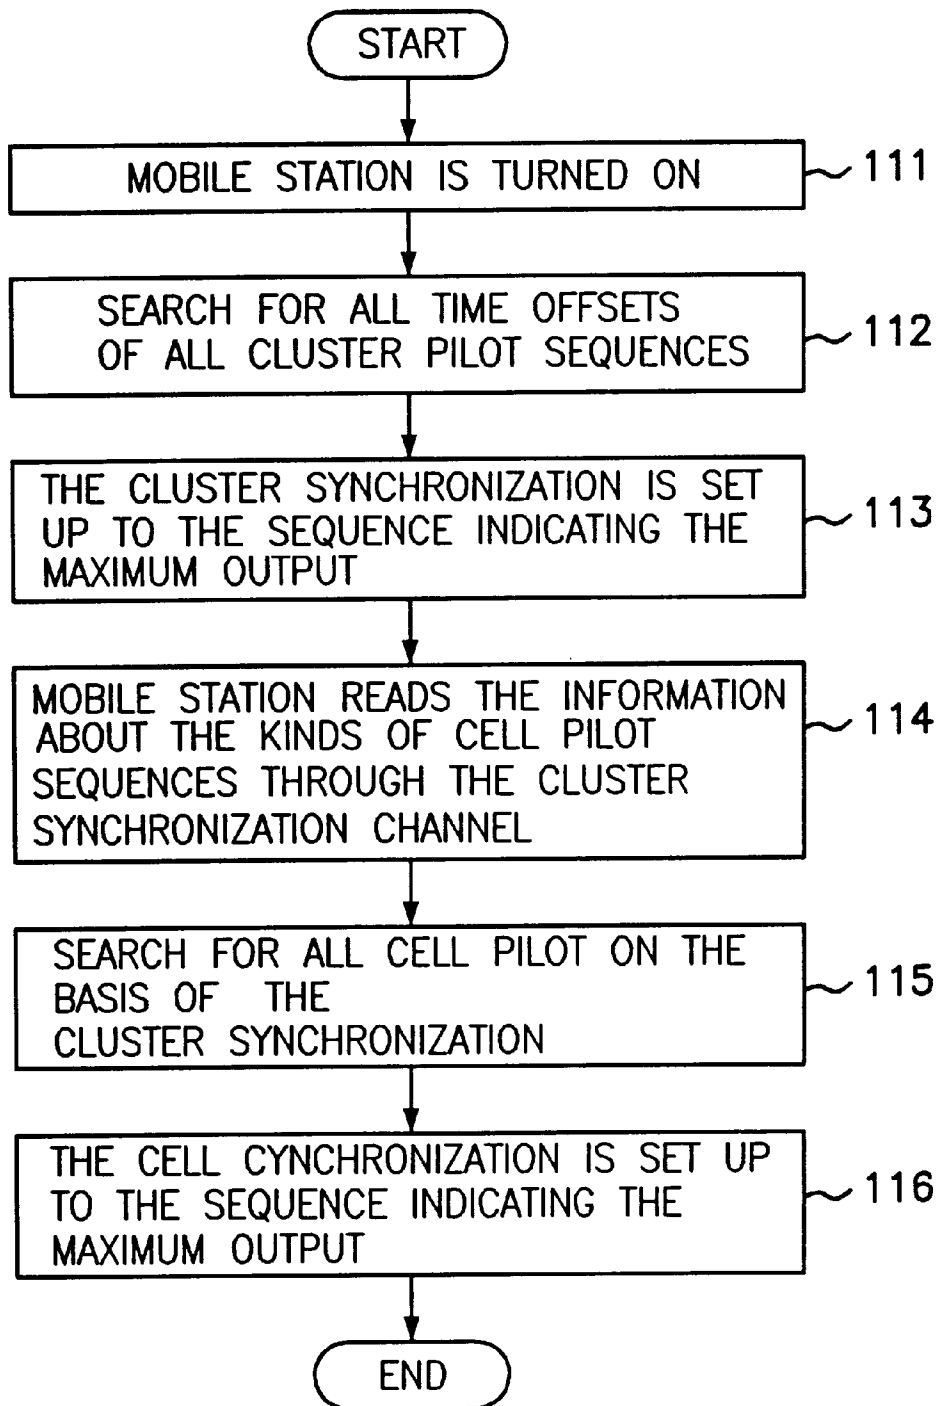 START
MOBILE STATION IS TURNED ON
111
SEARCH FOR ALL TIME OFFSETS
OF ALL CLUSTER PILOT SEQUENCES
112
THE CLUSTER SYNCHRONIZATION IS SET
UP TO THE SEQUENCE INDICATING THE
MAXIMUM OUTPUT
113
MOBILE STATION READS THE INFORMATION
ABOUT THE KINDS OF CELL PILOT
SEQUENCES THROUGH THE CLUSTER
SYNCHRONIZATION CHANNEL
114
SEARCH FOR ALL CELL PILOT ON THE
BASIS OF THE
CLUSTER SYNCHRONIZATION
115
THE CELL CYNCHRONIZATION IS SET UP
TO THE SEQUENCE INDICATING THE
MAXIMUM OUTPUT
116
END